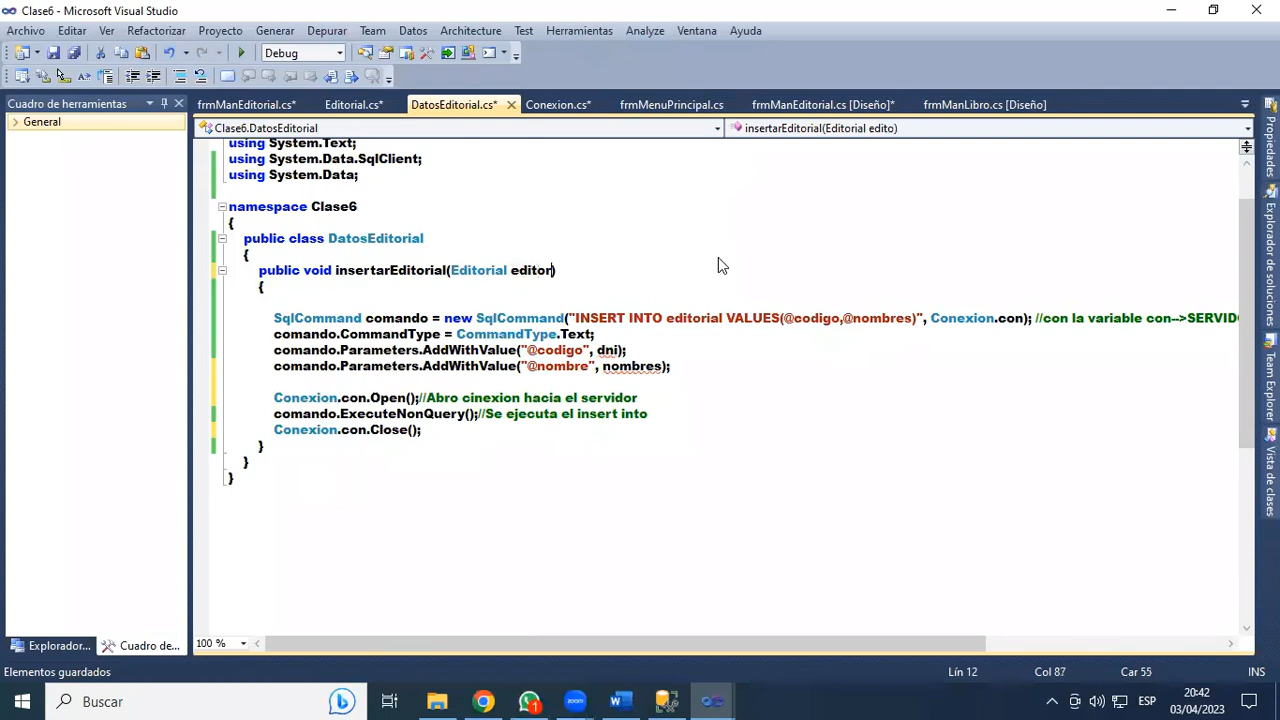 Clase6 - Microsoft Visual Studio
Archivo Editar Ver Refactorizar Proyecto Generar Depurar Team Datos Architecture Test Herramientas Analyze Ventana Ayuda
Debug
Cuadro de herramientas
frmManEditorial.cs* Editorial.cs* DatosEditorial.cs* Conexion.cs* frmMenuPrincipal.cs frmManEditorial.cs [Diseño]* frmManLibro.cs [Diseño]
General
Clase6.DatosEditorial insertarEditorial(Editorial edito)
using System.Text;
using System.Data.SqlClient;
using System.Data;
namespace Clase6
{
public class DatosEditorial
{
public void insertarEditorial(Editorial editor)
{
SqlCommand comando = new SqlCommand("INSERT INTO editorial VALUES(@codigo,@nombres)", Conexion.con); //con la variable con-->SERVIDO
comando.CommandType = CommandType.Text;
comando.Parameters.AddWithValue("@codigo", dni);
comando.Parameters.AddWithValue("@nombre", nombres);
Conexion.con.Open();//Abro cinexion hacia el servidor
comando.ExecuteNonQuery();//Se ejecuta el insert into
Conexion.con.Close();
}
}
}
Propiedades
Explorador de soluciones
Team Explorer
Vista de clases
100 %
Explorador... Cuadro de...
Elementos guardados Lín 12 Col 87 Car 55 INS
Buscar
zoom
1
ESP
20:42
03/04/2023